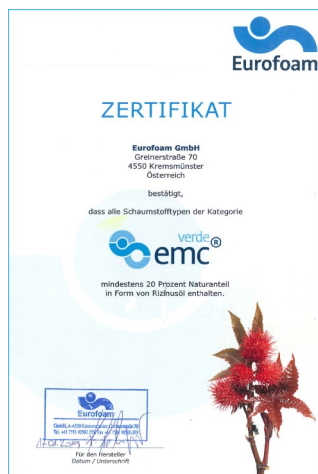 Eurofoam
ZERTIFIKAT
Eurofoam GmbH
Greinerstraße 70
4550 Kremsmünster
Österreich
bestätigt,
dass alle Schaumstofftypen der Kategorie
verde
emc®
mindestens 20 Prozent Naturanteil
in Form von Rizinusöl enthalten.
Eurofoam
Für den Hersteller
Datum / Unterschrift